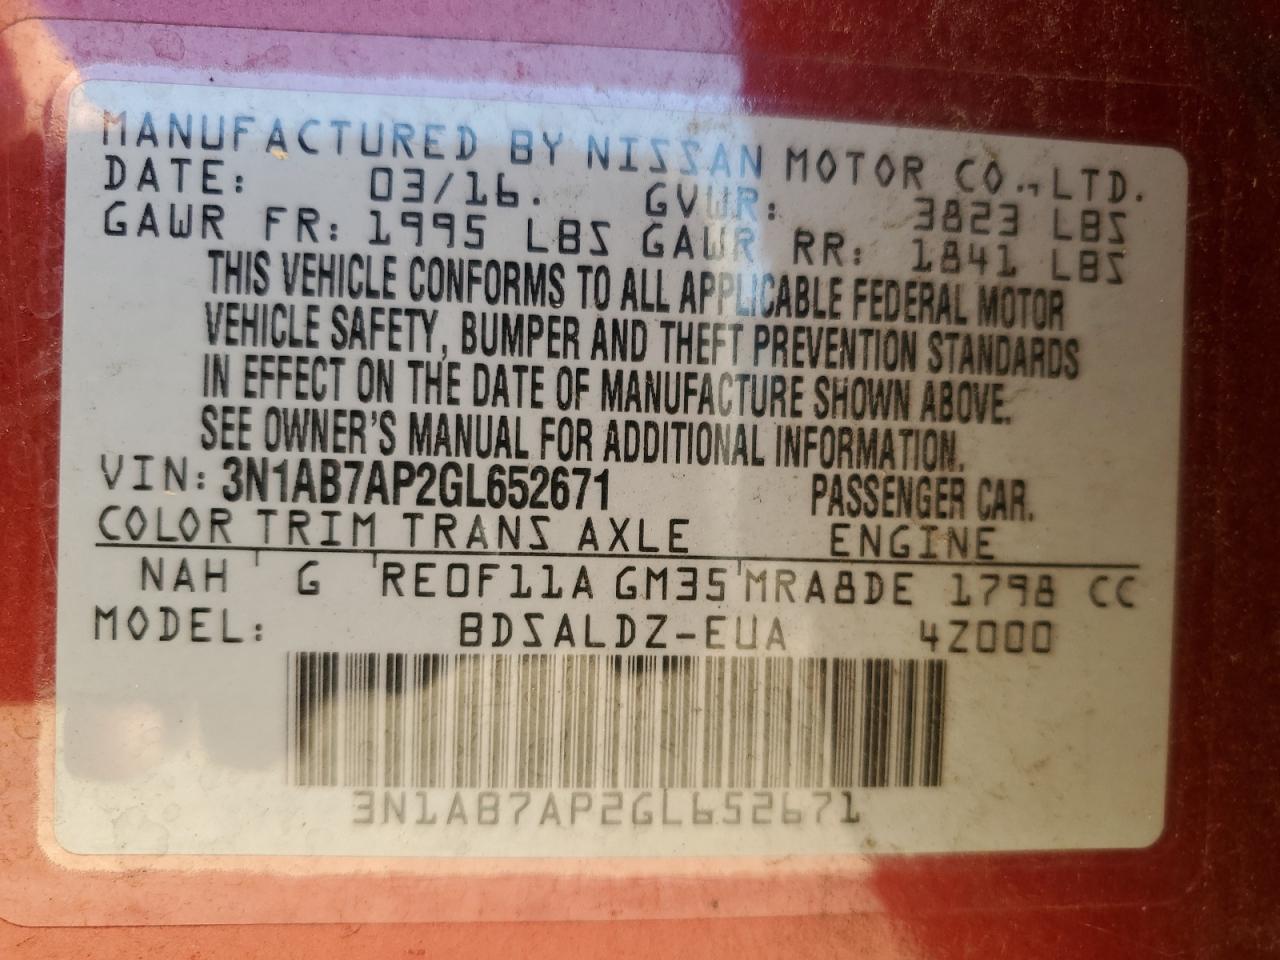 MANUFACTURED BY NISSAN MOTOR CO., LTD.
DATE: 03/16. GVWR: 3823 LBS
GAWR FR: 1995 LBS GAWR RR: 1841 LBS
THIS VEHICLE CONFORMS TO ALL APPLICABLE FEDERAL MOTOR
VEHICLE SAFETY, BUMPER AND THEFT PREVENTION STANDARDS
IN EFFECT ON THE DATE OF MANUFACTURE SHOWN ABOVE.
SEE OWNER'S MANUAL FOR ADDITIONAL INFORMATION.
VIN: 3N1AB7AP2GL652671 PASSENGER CAR.
COLOR TRIM TRANS AXLE ENGINE
NAH G RE0F11A GM35 MRA8DE 1798 CC
MODEL: BDSALDZ-EUA 4Z000
3N1AB7AP2GL652671